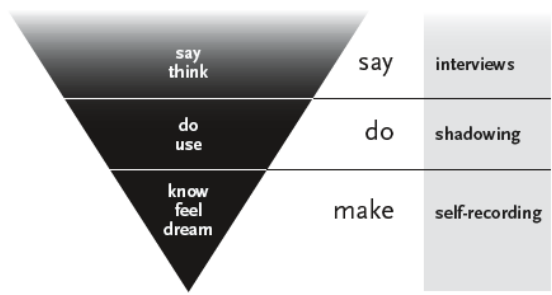 say
think
say
interviews
do
use
do
shadowing
know
feel
dream
make
self-recording